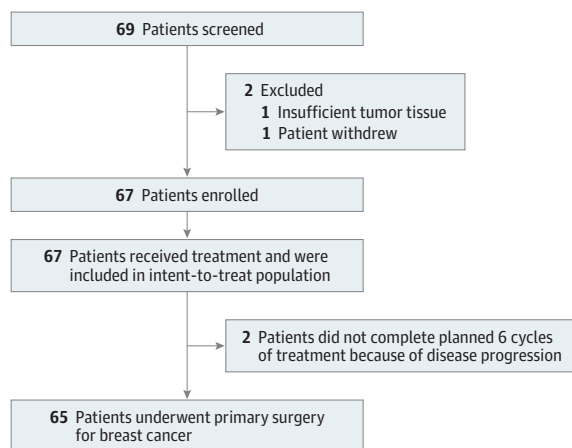 69 Patients screened
2 Excluded
1 Insufficient tumor tissue
1 Patient withdrew
67 Patients enrolled
67 Patients received treatment and were
included in intent-to-treat population
2 Patients did not complete planned 6 cycles
of treatment because of disease progression
65 Patients underwent primary surgery
for breast cancer